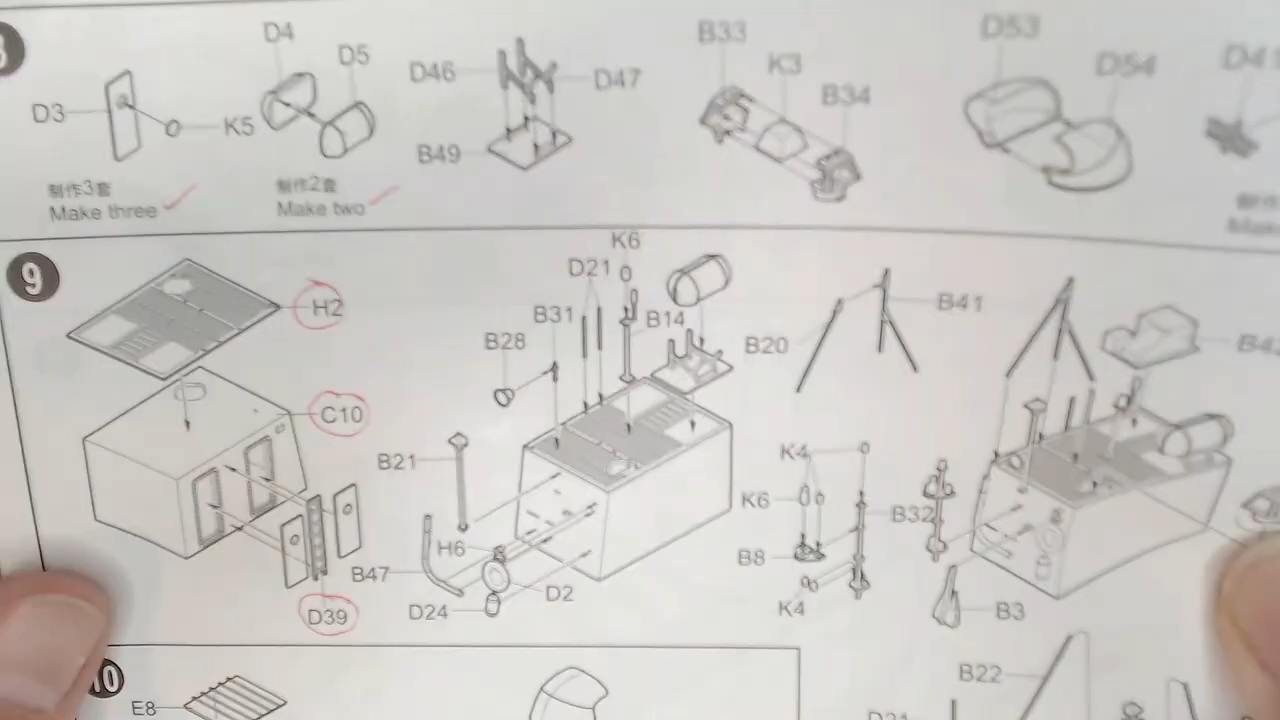 D3
K5
制作3套
Make three
D4
D5
制作2套
Make two
D46
D47
B49
B33
K3
B34
D53
D54
9
H2
C10
D39
K6
D21
B31
B14
B28
B21
B47
H6
D24
D2
B20
B41
K4
K6
B32
B8
K4
B3
10
E8
B22